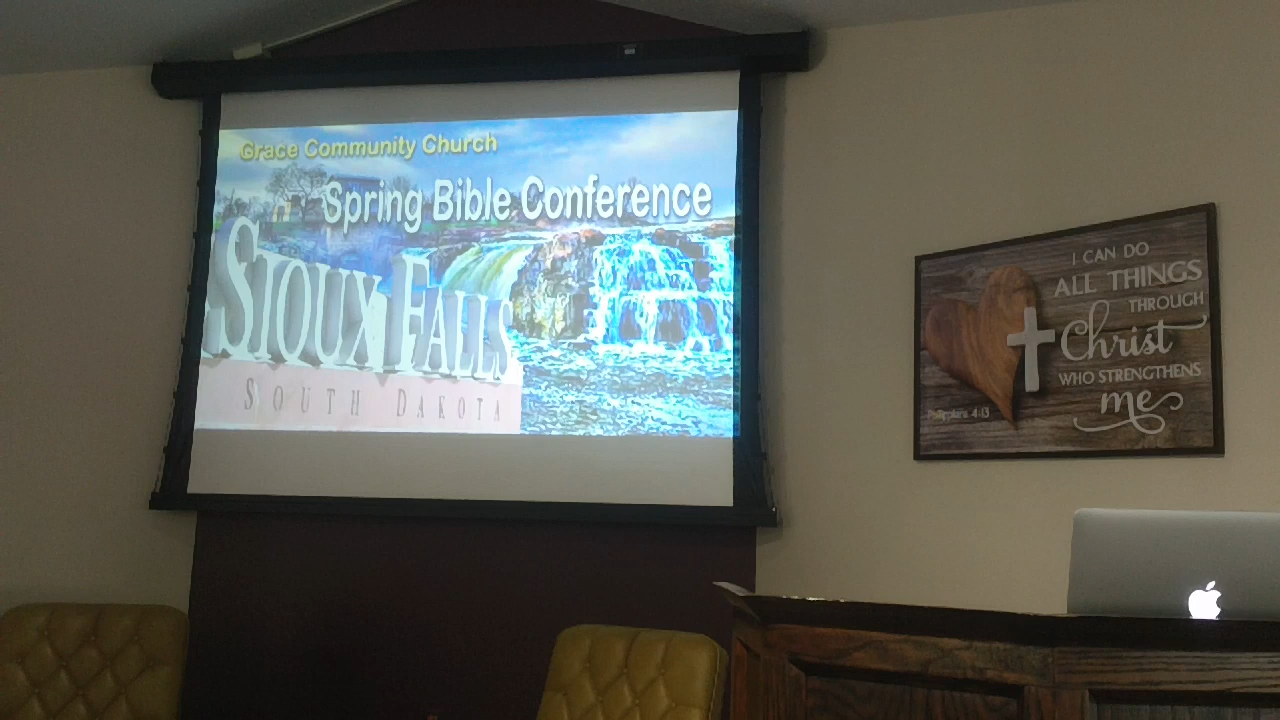 Grace Community Church
Spring Bible Conference
SIOUX FALLS
SOUTH DAKOTA
I CAN DO
ALL THINGS
THROUGH
Christ
WHO STRENGTHENS
me
Philippians 4:13